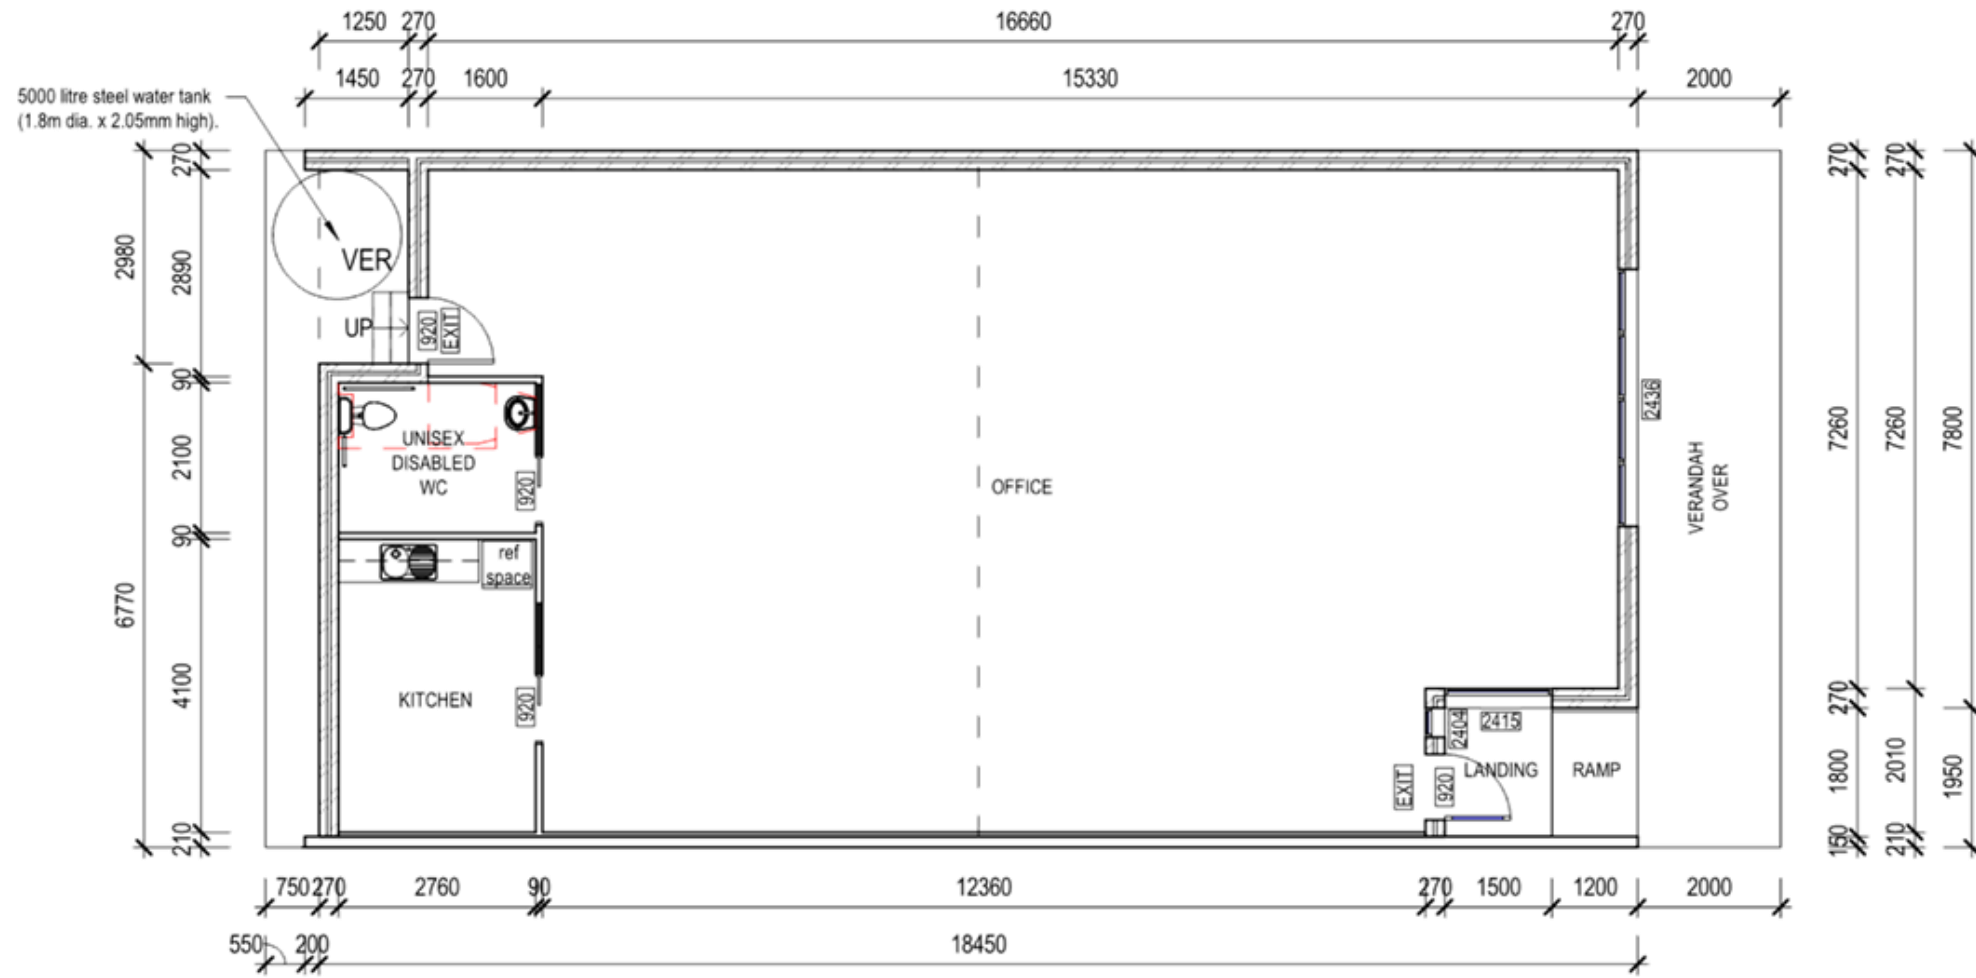 1250 270 16660 270
1450 270 1600 15330 2000
5000 litre steel water tank
(1.8m dia. x 2.05mm high).
270
2980
2890
90
2100
90
6770
4100
210
VER
UP
920
EXIT
UNISEX
DISABLED
WC
920
ref
space
KITCHEN
920
OFFICE
2436
VERANDAH
OVER
2404
2415
EXIT
920
LANDING
RAMP
270
270
7260
7260
7800
270
1800
2010
1950
150
210
750 270 2760 90 12360 270 1500 1200 2000
550 200 18450